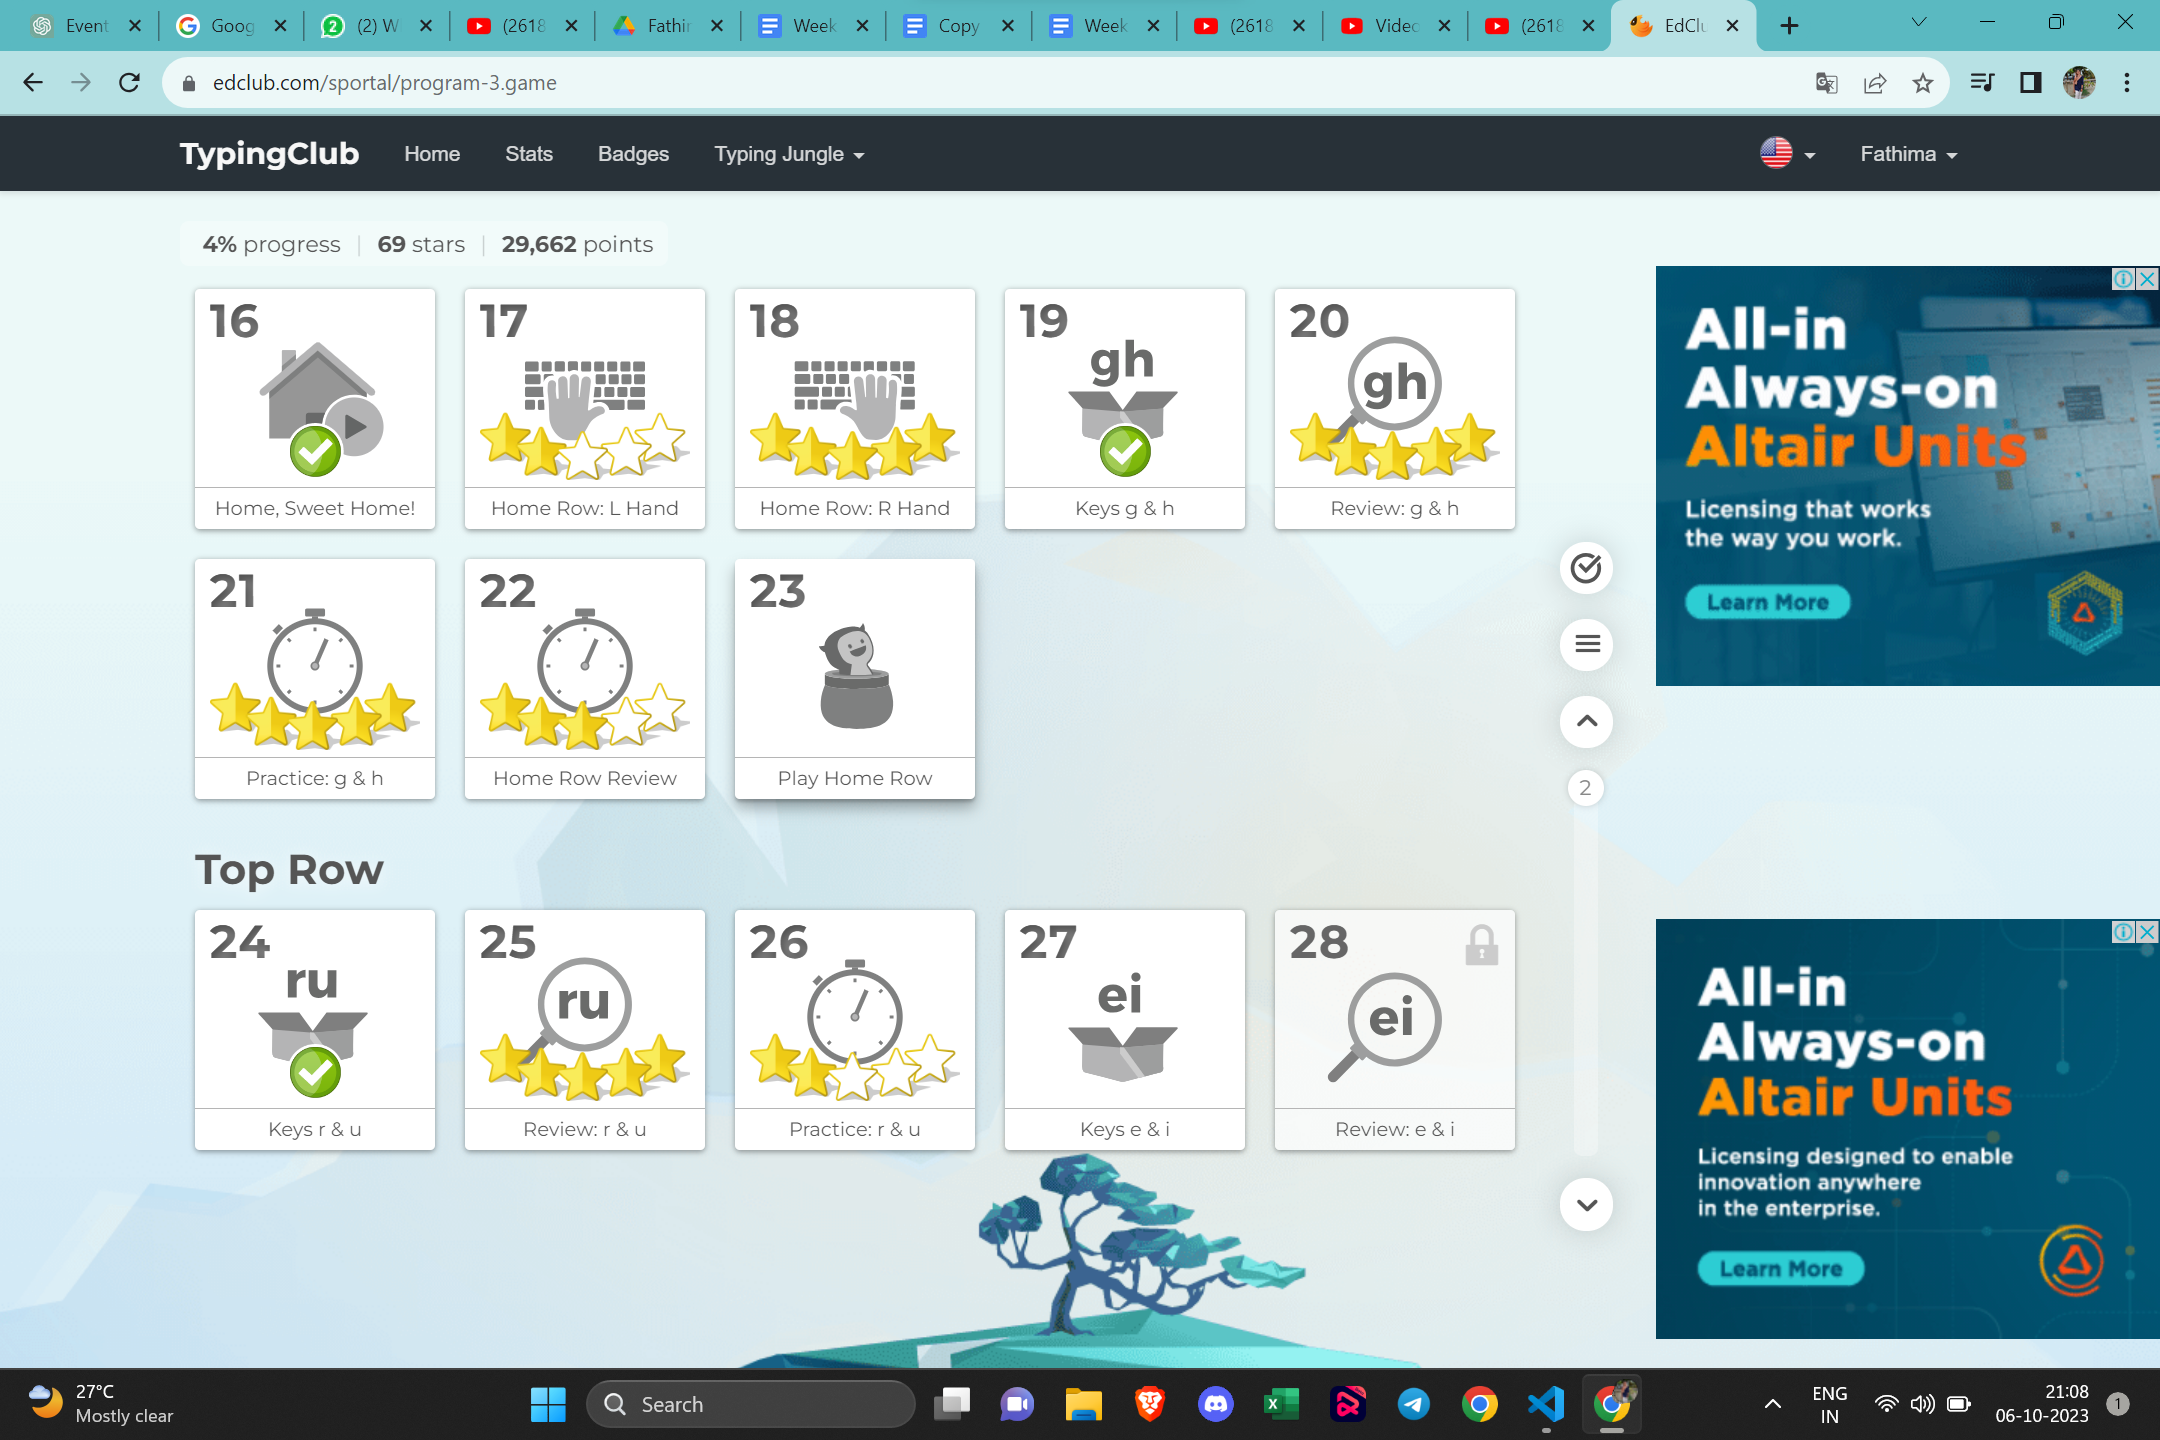 Event
Goog
(2) W
(2618
Fathir
Week
Copy
Week
(2618
Video
(2618
EdClu
edclub.com/sportal/program-3.game
TypingClub
Home
Stats
Badges
Typing Jungle
Fathima
4% progress
69 stars
29,662 points
16
Home, Sweet Home!
17
Home Row: L Hand
18
Home Row: R Hand
19
gh
Keys g & h
20
gh
Review: g & h
21
Practice: g & h
22
Home Row Review
23
Play Home Row
2
Top Row
24
ru
Keys r & u
25
ru
Review: r & u
26
Practice: r & u
27
ei
Keys e & i
28
ei
Review: e & i
All-in
Always-on
Altair Units
Licensing that works
the way you work.
Learn More
All-in
Always-on
Altair Units
Licensing designed to enable
innovation anywhere
in the enterprise.
Learn More
27°C
Mostly clear
Search
ENG
IN
21:08
06-10-2023
1